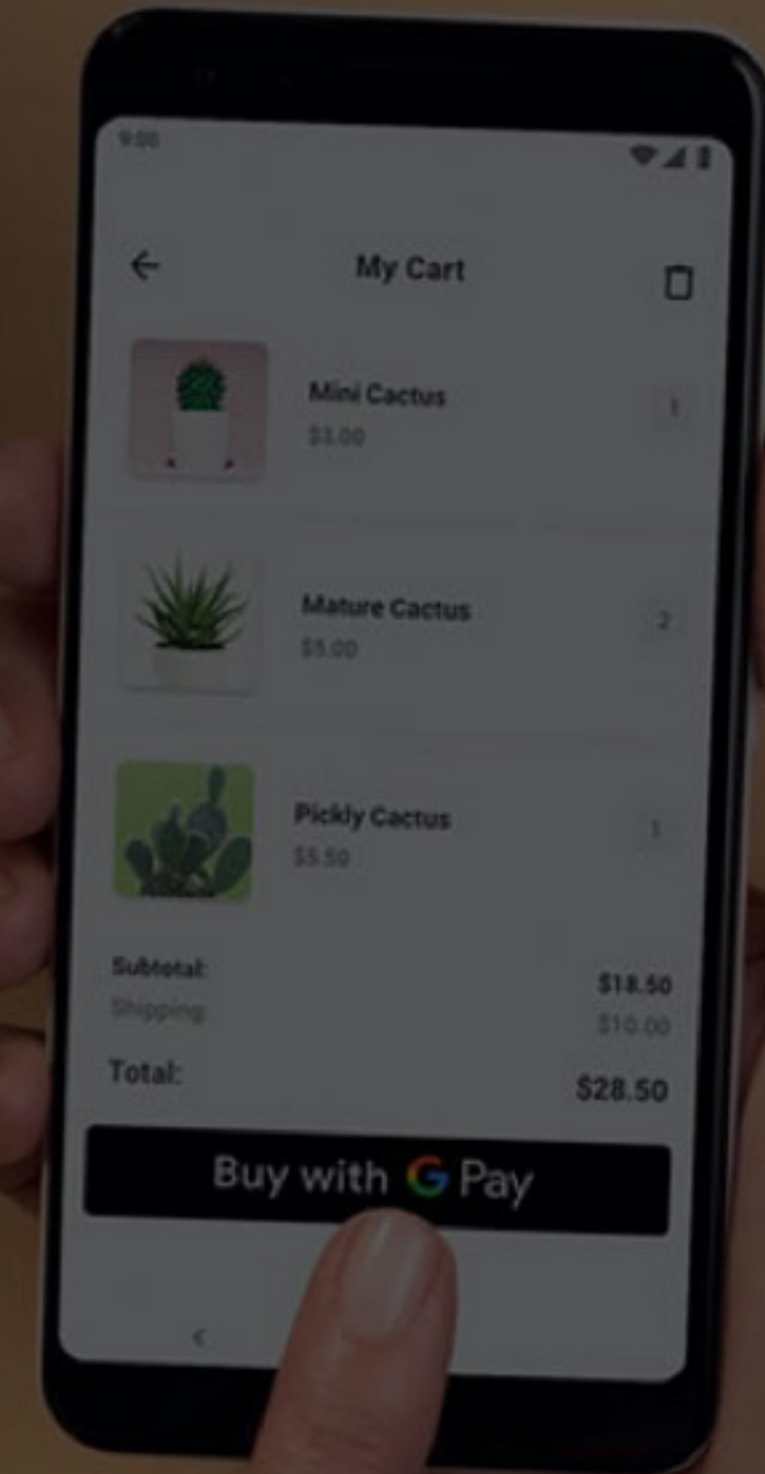 9:00
My Cart
Mini Cactus
$3.00
1
Mature Cactus
$5.00
2
Pickly Cactus
$5.50
1
Subtotal: $18.50
Shipping: $10.00
Total: $28.50
Buy with G Pay